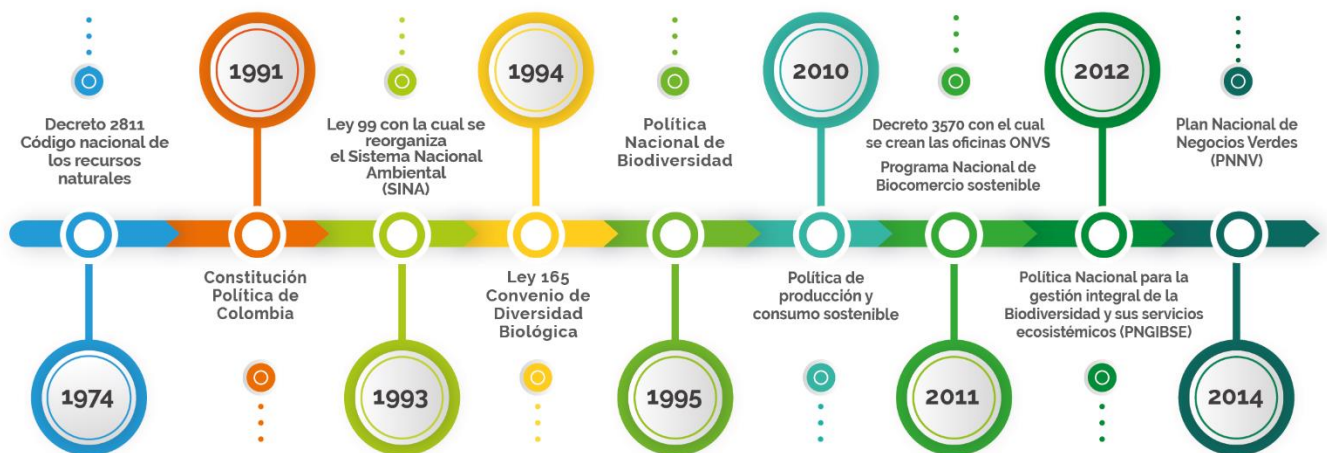 1974
Decreto 2811
Código nacional de
los recursos
naturales
1991
Constitución
Política de
Colombia
1993
Ley 99 con la cual se
reorganiza
el Sistema Nacional
Ambiental
(SINA)
1994
Ley 165
Convenio de
Diversidad
Biológica
1995
Política
Nacional de
Biodiversidad
2010
Política de
producción y
consumo sostenible
2011
Decreto 3570 con el cual
se crean las oficinas ONVS
Programa Nacional de
Biocomercio sostenible
2012
Política Nacional para la
gestión integral de la
Biodiversidad y sus servicios
ecosistémicos (PNGIBSE)
2014
Plan Nacional de
Negocios Verdes
(PNNV)